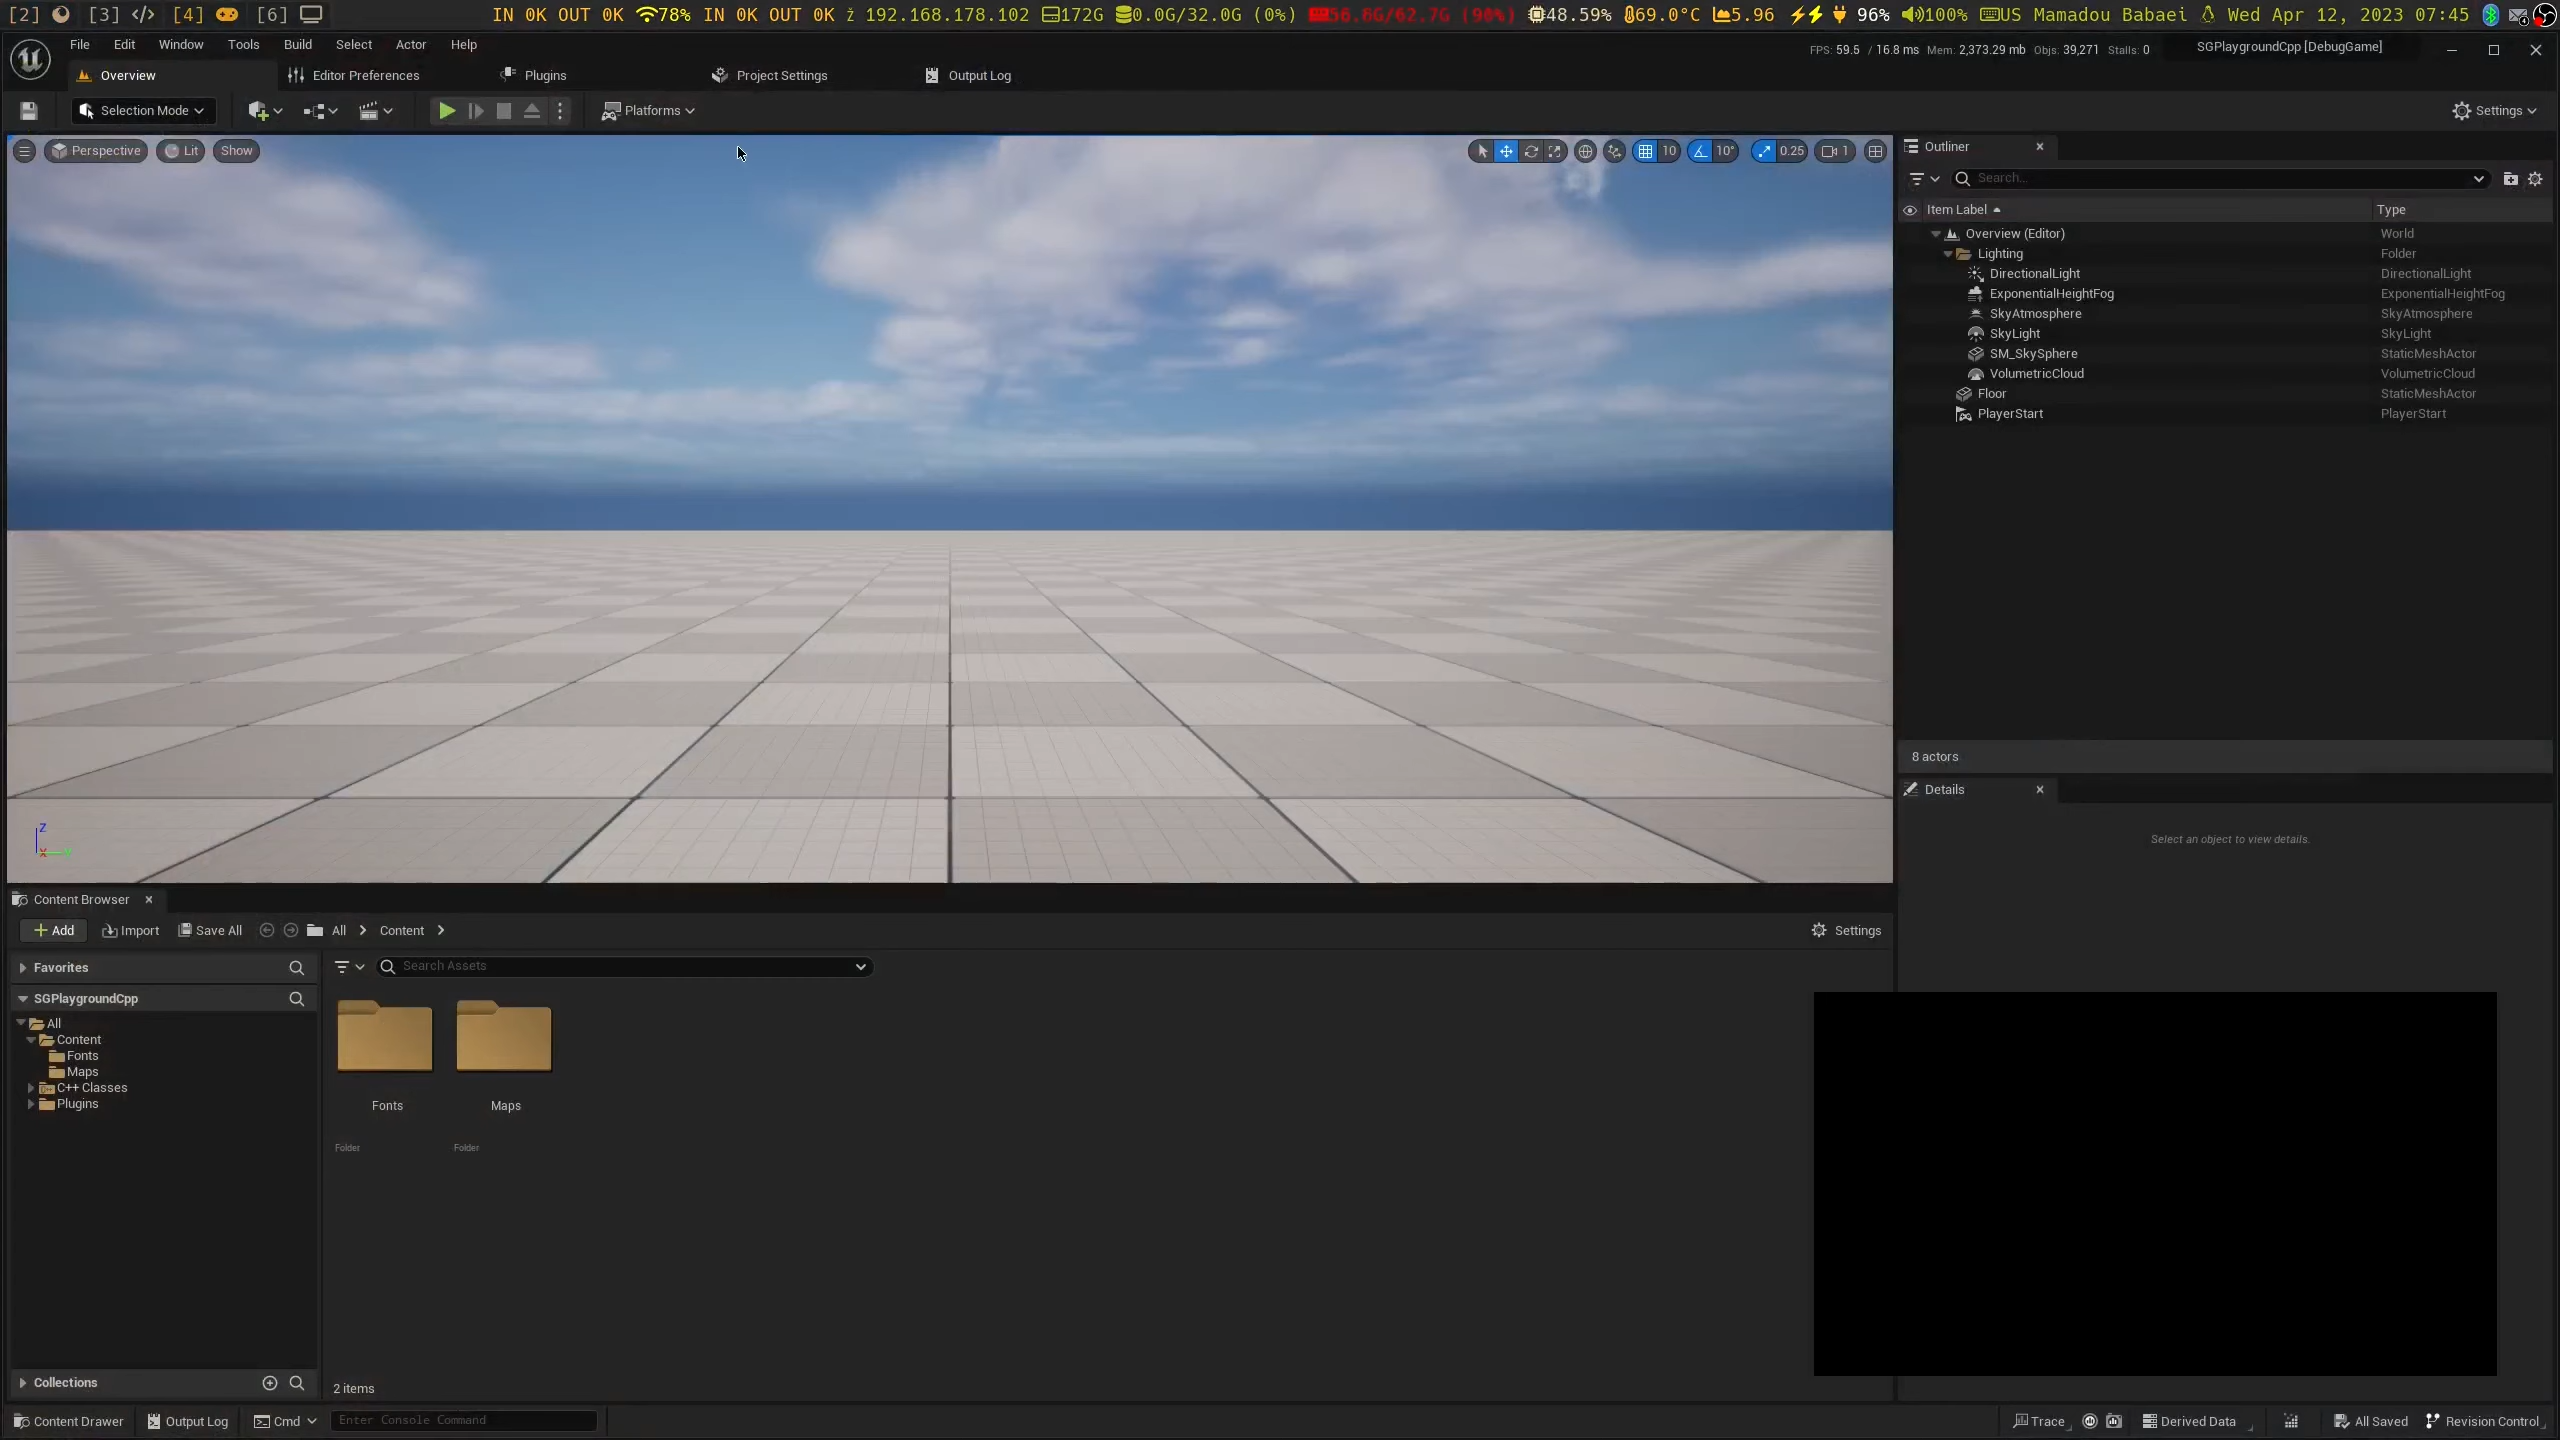 [2] [3] </> [4] [6] IN 0K OUT 0K 78% IN 0K OUT 0K ż 192.168.178.102 172G 0.0G/32.0G (0%) 56.8G/62.7G (90%) 48.59% 69.0°C 5.96 96% 100% US Mamadou Babaei Wed Apr 12, 2023 07:45
File Edit Window Tools Build Select Actor Help
FPS: 59.5 / 16.8 ms Mem: 2,373.29 mb Objs: 39,271 Stalls: 0 SGPlaygroundCpp [DebugGame]
Overview Editor Preferences Plugins Project Settings Output Log
Selection Mode Platforms Settings
Perspective Lit Show 10 10° 0.25 1
Outliner
Search...
Item Label Type
Overview (Editor) World
Lighting Folder
DirectionalLight DirectionalLight
ExponentialHeightFog ExponentialHeightFog
SkyAtmosphere SkyAtmosphere
SkyLight SkyLight
SM_SkySphere StaticMeshActor
VolumetricCloud VolumetricCloud
Floor StaticMeshActor
PlayerStart PlayerStart
8 actors
Details
Select an object to view details.
Z
X Y
Content Browser
Add Import Save All All Content Settings
Favorites
Search Assets
SGPlaygroundCpp
All
Content
Fonts
Maps
C++ Classes
Plugins
Fonts Maps
Folder Folder
Collections
2 items
Content Drawer Output Log Cmd Enter Console Command Trace Derived Data All Saved Revision Control